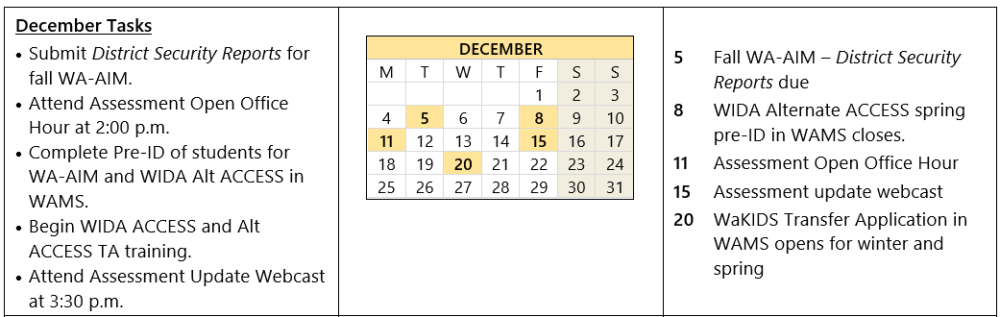 December Tasks
• Submit District Security Reports for
fall WA-AIM.
• Attend Assessment Open Office
Hour at 2:00 p.m.
• Complete Pre-ID of students for
WA-AIM and WIDA Alt ACCESS in
WAMS.
• Begin WIDA ACCESS and Alt
ACCESS TA training.
• Attend Assessment Update Webcast
at 3:30 p.m.
DECEMBER
M T W T F S S
1 2 3
4 5 6 7 8 9 10
11 12 13 14 15 16 17
18 19 20 21 22 23 24
25 26 27 28 29 30 31
5 Fall WA-AIM – District Security
Reports due
8 WIDA Alternate ACCESS spring
pre-ID in WAMS closes.
11 Assessment Open Office Hour
15 Assessment update webcast
20 WaKIDS Transfer Application in
WAMS opens for winter and
spring